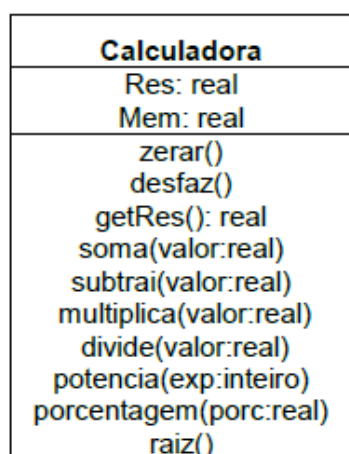 Calculadora
Res: real
Mem: real
zerar()
desfaz()
getRes(): real
soma(valor:real)
subtrai(valor:real)
multiplica(valor:real)
divide(valor:real)
potencia(exp:inteiro)
porcentagem(porc:real)
raiz()